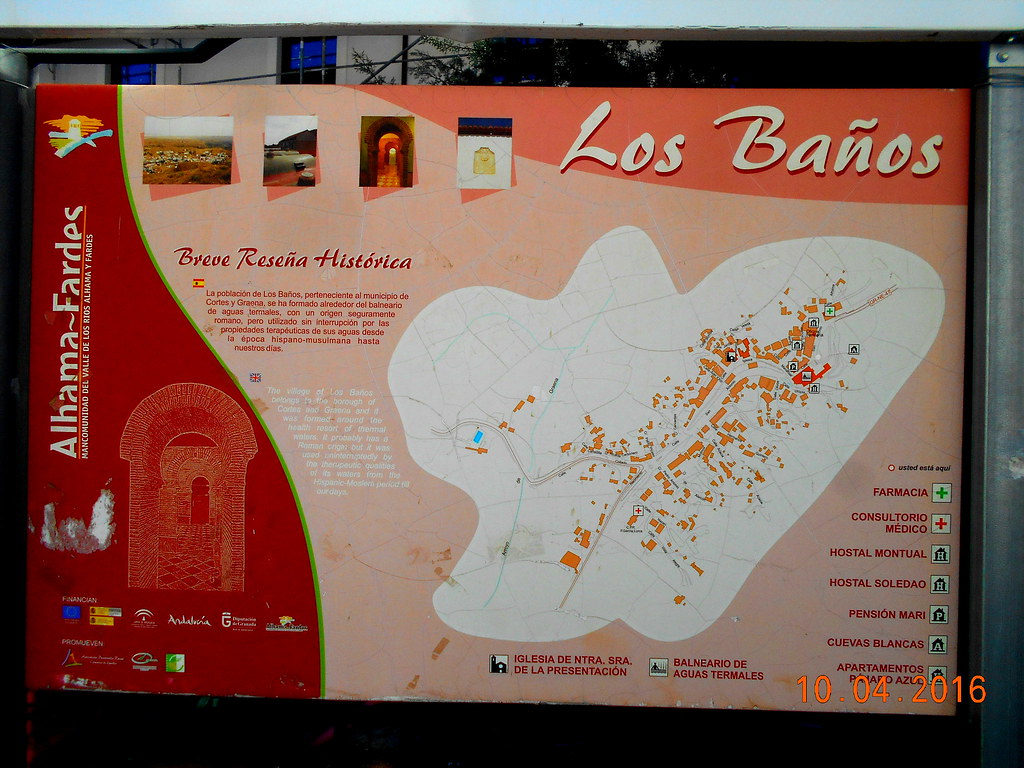 Los Baños
Alhama~Fardes
MANCOMUNIDAD DEL VALLE DE LOS RIOS ALHAMA Y FARDES
Breve Reseña Histórica
La población de Los Baños, perteneciente al municipio de
Cortes y Graena, se ha formado alrededor del balneario
de aguas termales, con un origen seguramente
romano, pero utilizado sin interrupción por las
propiedades terapéuticas de sus aguas desde
la época hispano-musulmana hasta
nuestros días.
The village of Los Baños
belongs to the borough of
Cortes and Graena and it
was formed around the
health resort of thermal
waters. It probably has a
Roman origin but it was
used
by
the therapeutic qualities
of its waters from the
Hispanic-Moslem period till
our days.
usted está aquí
FARMACIA
CONSULTORIO
MÉDICO
HOSTAL MONTUAL
HOSTAL SOLEDAO
PENSIÓN MARI
CUEVAS BLANCAS
APARTAMENTOS
AZUL
IGLESIA DE NTRA. SRA.
DE LA PRESENTACIÓN
BALNEARIO DE
AGUAS TERMALES
FINANCIAN
Andalucía
Diputación
de Granada
Alhama~Fardes
PROMUEVEN
10.04.2016